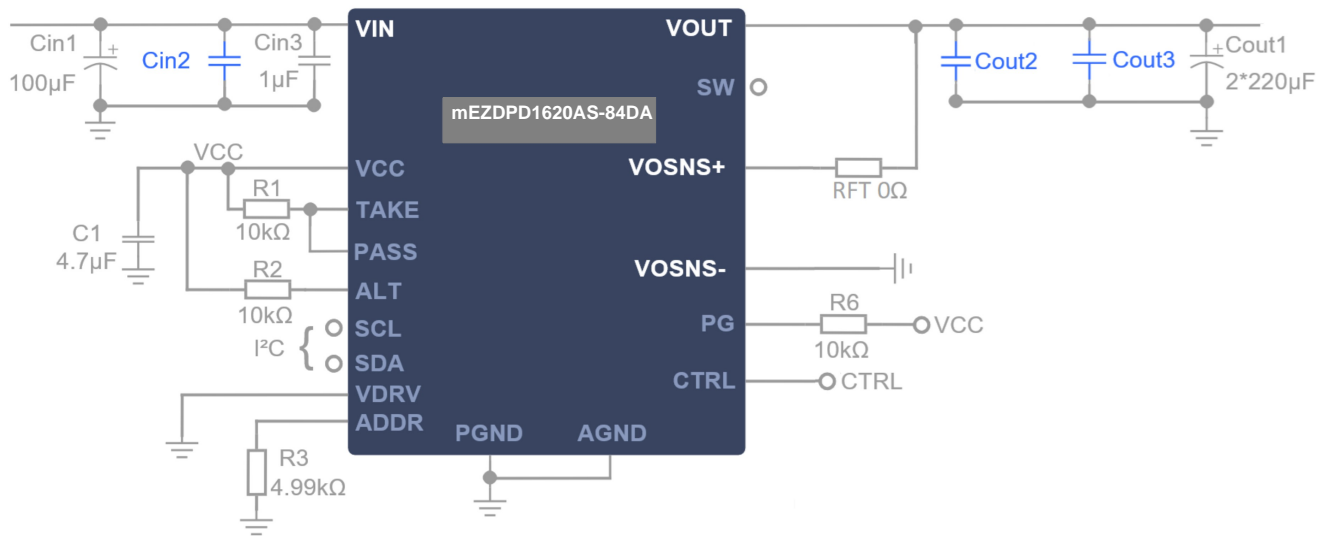 VIN
VOUT
Cin1
+
100µF
Cin2
Cin3
1µF
SW
Cout2
Cout3
+
Cout1
2*220µF
mEZDPD1620AS-84DA
VCC
VCC
VOSNS+
RFT 0Ω
R1
10kΩ
TAKE
C1
4.7µF
PASS
R2
10kΩ
ALT
VOSNS-
I²C
{
SCL
SDA
PG
R6
10kΩ
VCC
VDRV
CTRL
CTRL
ADDR
PGND
AGND
R3
4.99kΩ